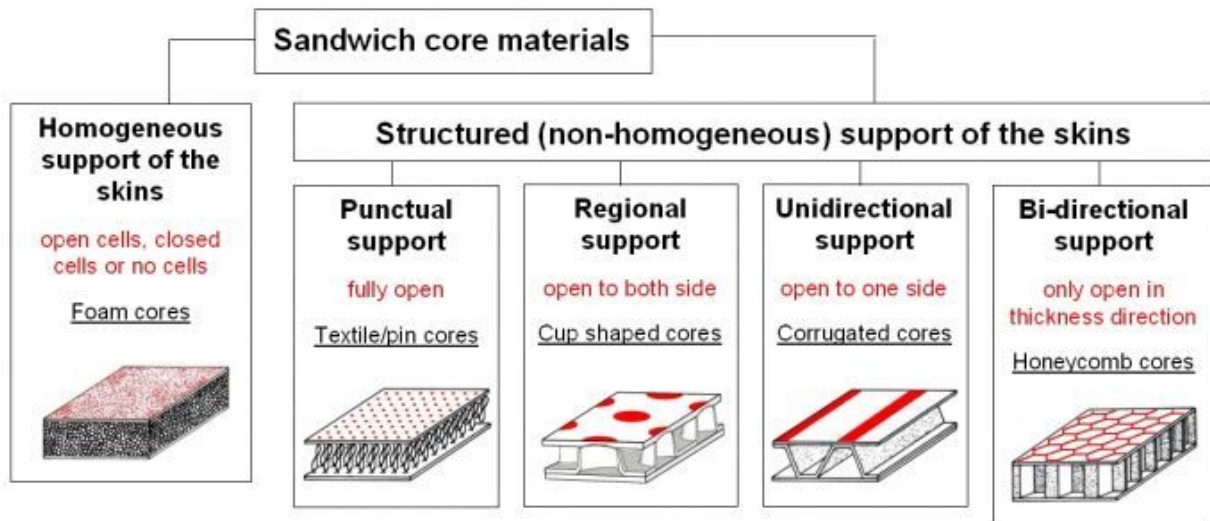 Sandwich core materials
Homogeneous
support of the
skins
open cells, closed
cells or no cells
Foam cores
Structured (non-homogeneous) support of the skins
Punctual
support
fully open
Textile/pin cores
Regional
support
open to both side
Cup shaped cores
Unidirectional
support
open to one side
Corrugated cores
Bi-directional
support
only open in
thickness direction
Honeycomb cores